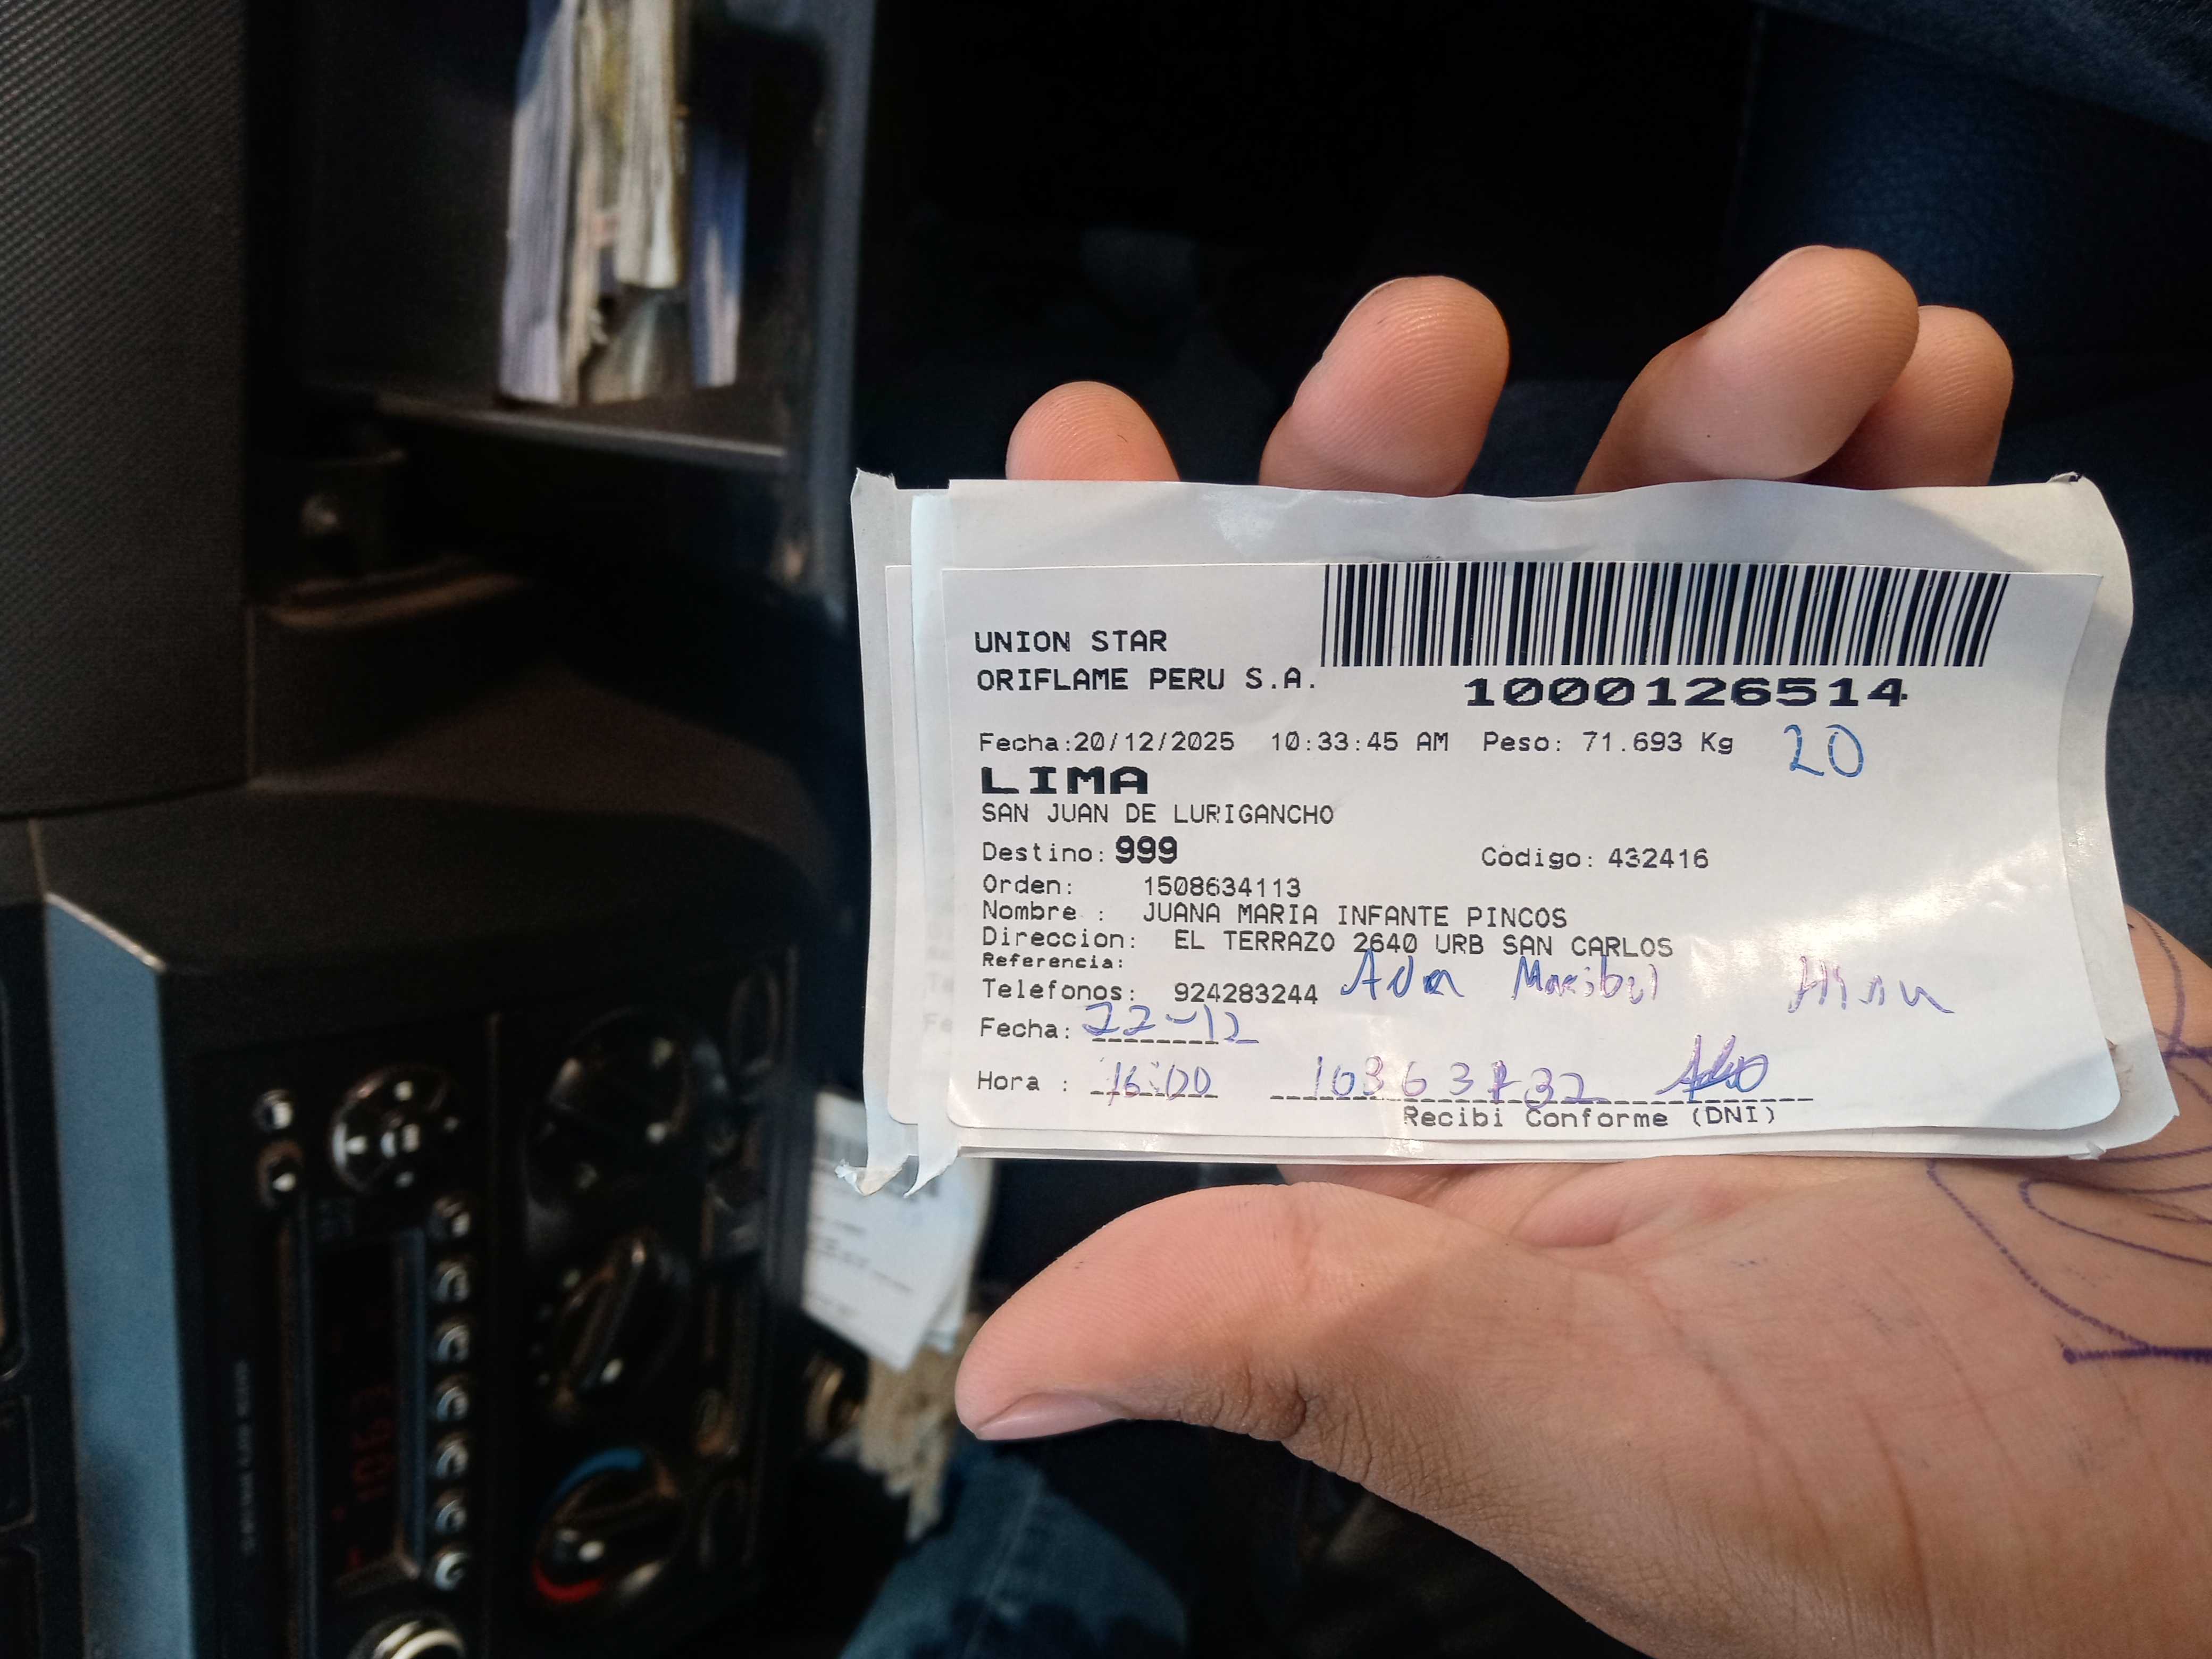 UNION STAR
ORIFLAME PERU S.A.
1000126514
Fecha:20/12/2025 10:33:45 AM Peso: 71.693 Kg 20
LIMA
SAN JUAN DE LURIGANCHO
Destino: 999 Código: 432416
Orden: 1508634113
Nombre : JUANA MARIA INFANTE PINCOS
Direccion: EL TERRAZO 2640 URB SAN CARLOS
Referencia:
Telefonos: 924283244 Maribel
Fecha: 22-12
Hora : 16:00
Recibi Conforme (DNI)